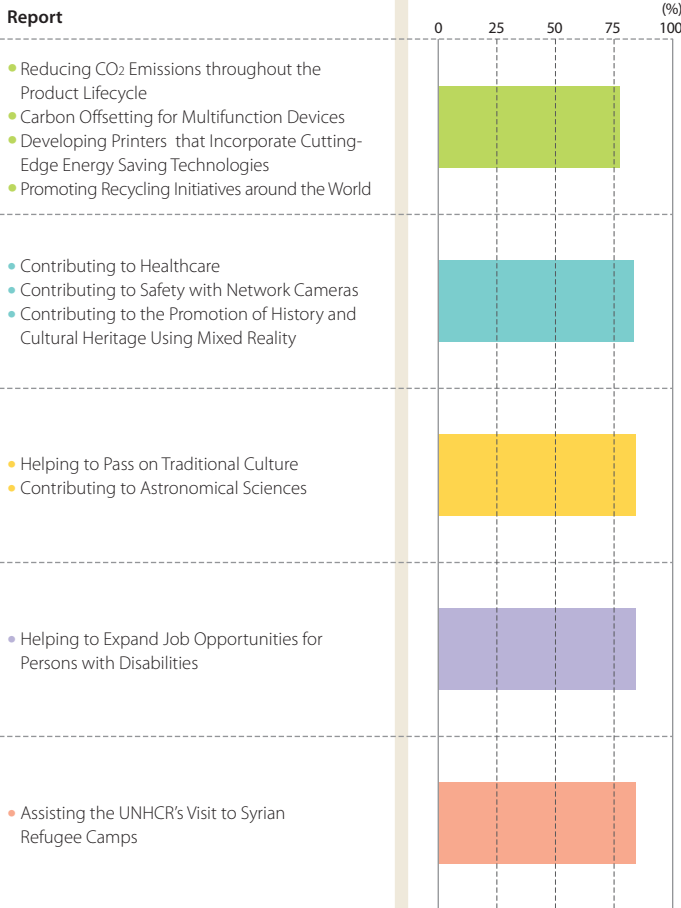 Report
(%)
0 25 50 75 100
• Reducing CO2 Emissions throughout the
Product Lifecycle
• Carbon Offsetting for Multifunction Devices
• Developing Printers that Incorporate Cutting-
Edge Energy Saving Technologies
• Promoting Recycling Initiatives around the World
• Contributing to Healthcare
• Contributing to Safety with Network Cameras
• Contributing to the Promotion of History and
Cultural Heritage Using Mixed Reality
• Helping to Pass on Traditional Culture
• Contributing to Astronomical Sciences
• Helping to Expand Job Opportunities for
Persons with Disabilities
• Assisting the UNHCR’s Visit to Syrian
Refugee Camps